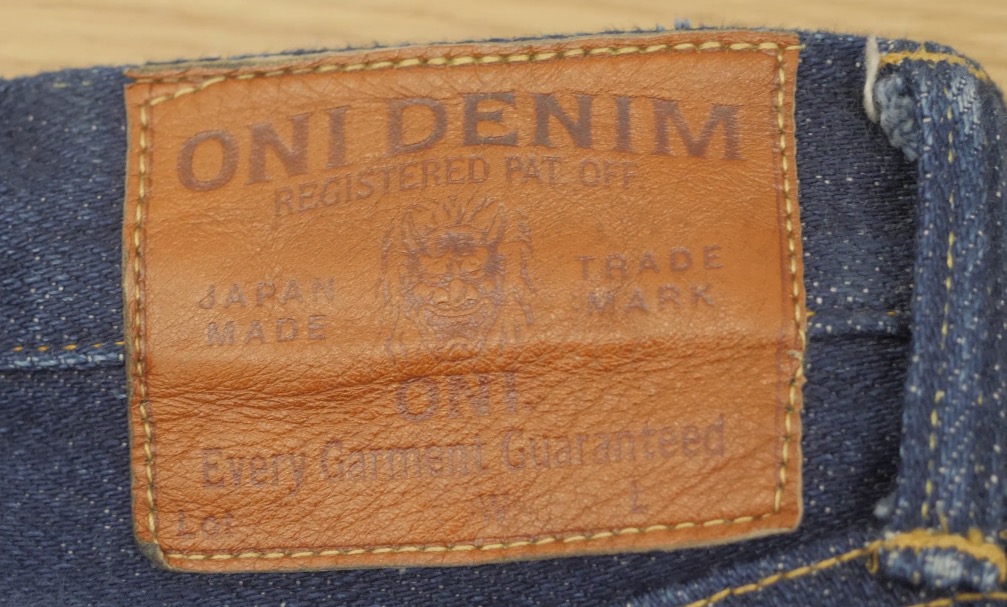 ONI DENIM
REGISTERED PAT. OFF.
JAPAN
MADE
TRADE
MARK
ONI.
Every Garment Guaranteed
Lot W L